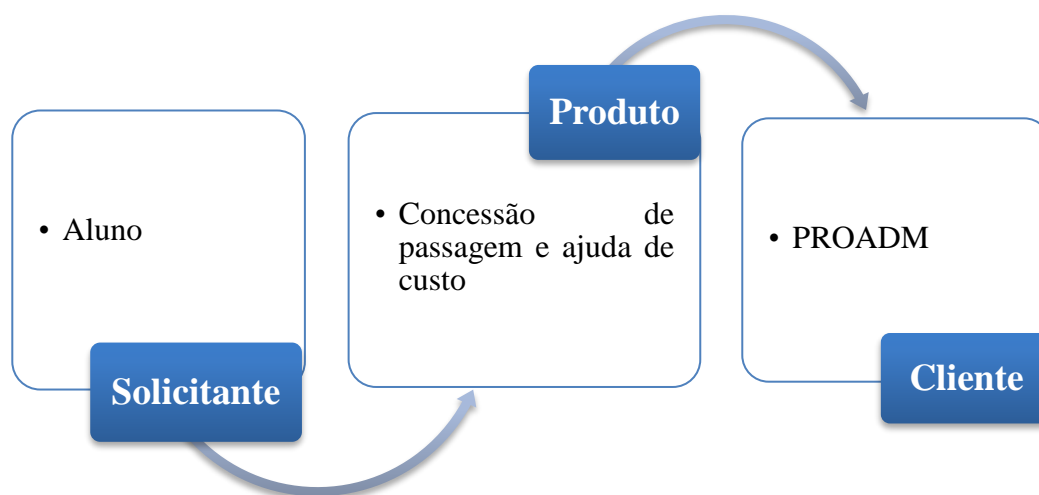 • Aluno
Solicitante
Produto
• Concessão de
passagem e ajuda de
custo
• PROADM
Cliente